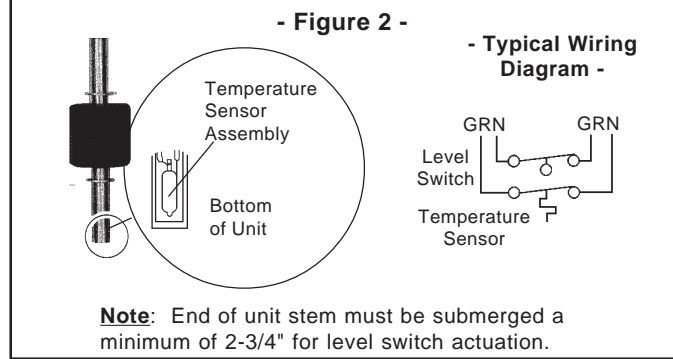 - Figure 2 -
Temperature
Sensor
Assembly
Bottom
of Unit
- Typical Wiring
Diagram -
GRN GRN
Level
Switch
Temperature
Sensor
Note: End of unit stem must be submerged a
minimum of 2-3/4" for level switch actuation.